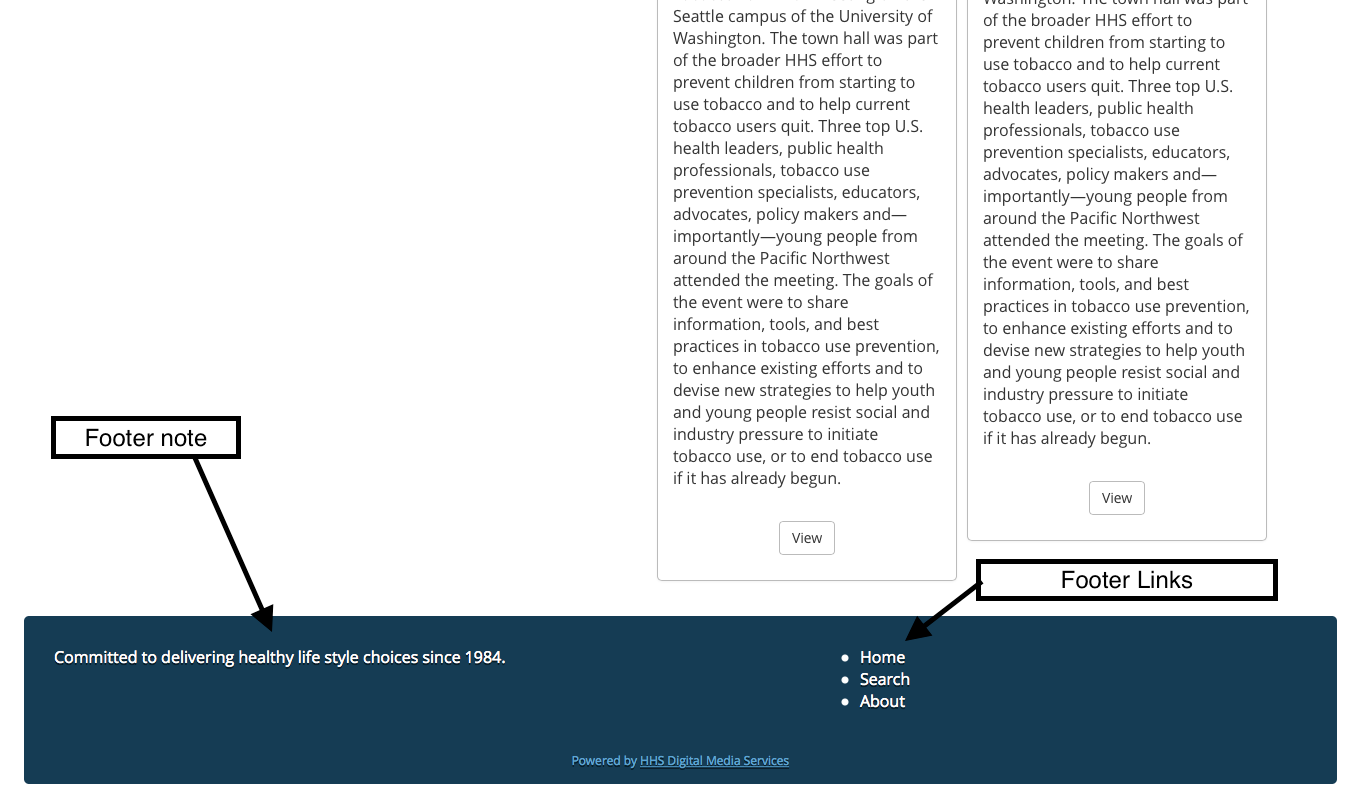 Seattle campus of the University of
Washington. The town hall was part
of the broader HHS effort to
prevent children from starting to
use tobacco and to help current
tobacco users quit. Three top U.S.
health leaders, public health
professionals, tobacco use
prevention specialists, educators,
advocates, policy makers and—
importantly—young people from
around the Pacific Northwest
attended the meeting. The goals of
the event were to share
information, tools, and best
practices in tobacco use prevention,
to enhance existing efforts and to
devise new strategies to help youth
and young people resist social and
industry pressure to initiate
tobacco use, or to end tobacco use
if it has already begun.
View
Washington. The town hall was part
of the broader HHS effort to
prevent children from starting to
use tobacco and to help current
tobacco users quit. Three top U.S.
health leaders, public health
professionals, tobacco use
prevention specialists, educators,
advocates, policy makers and—
importantly—young people from
around the Pacific Northwest
attended the meeting. The goals of
the event were to share
information, tools, and best
practices in tobacco use prevention,
to enhance existing efforts and to
devise new strategies to help youth
and young people resist social and
industry pressure to initiate
tobacco use, or to end tobacco use
if it has already begun.
View
Footer note
Footer Links
Committed to delivering healthy life style choices since 1984.
Home
Search
About
Powered by HHS Digital Media Services